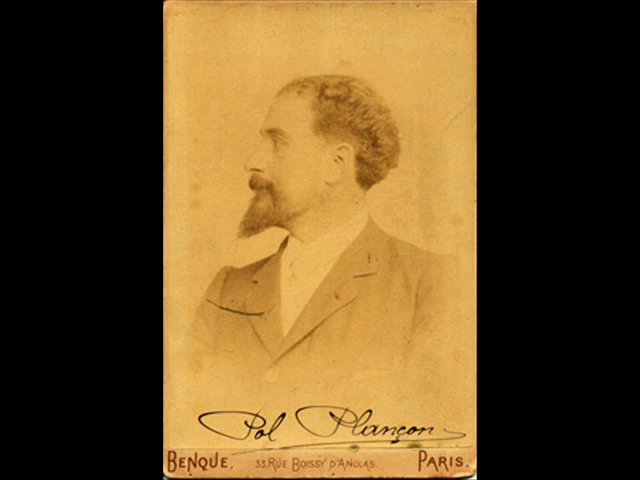 Pol Plançon
BENQUE, 33. RUE BOISSY D'ANGLAS. PARIS.